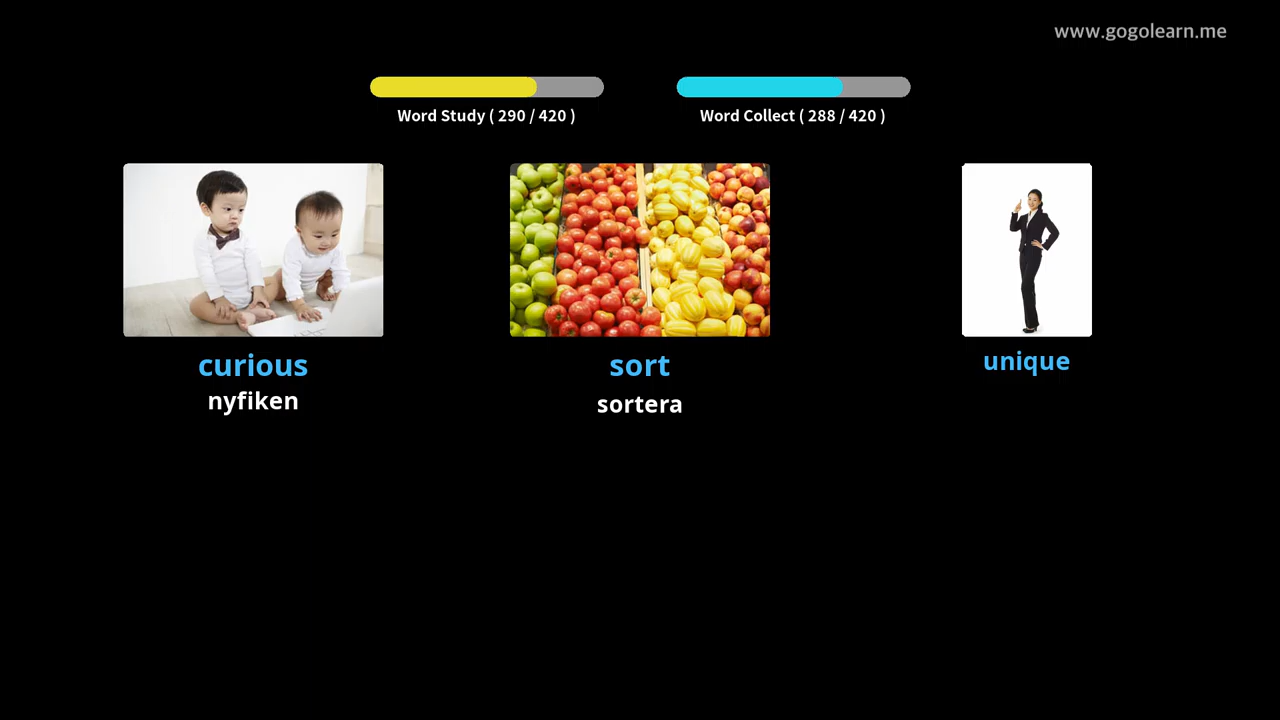 www.gogolearn.me
Word Study ( 290 / 420 )
Word Collect ( 288 / 420 )
curious
nyfiken
sort
sortera
unique